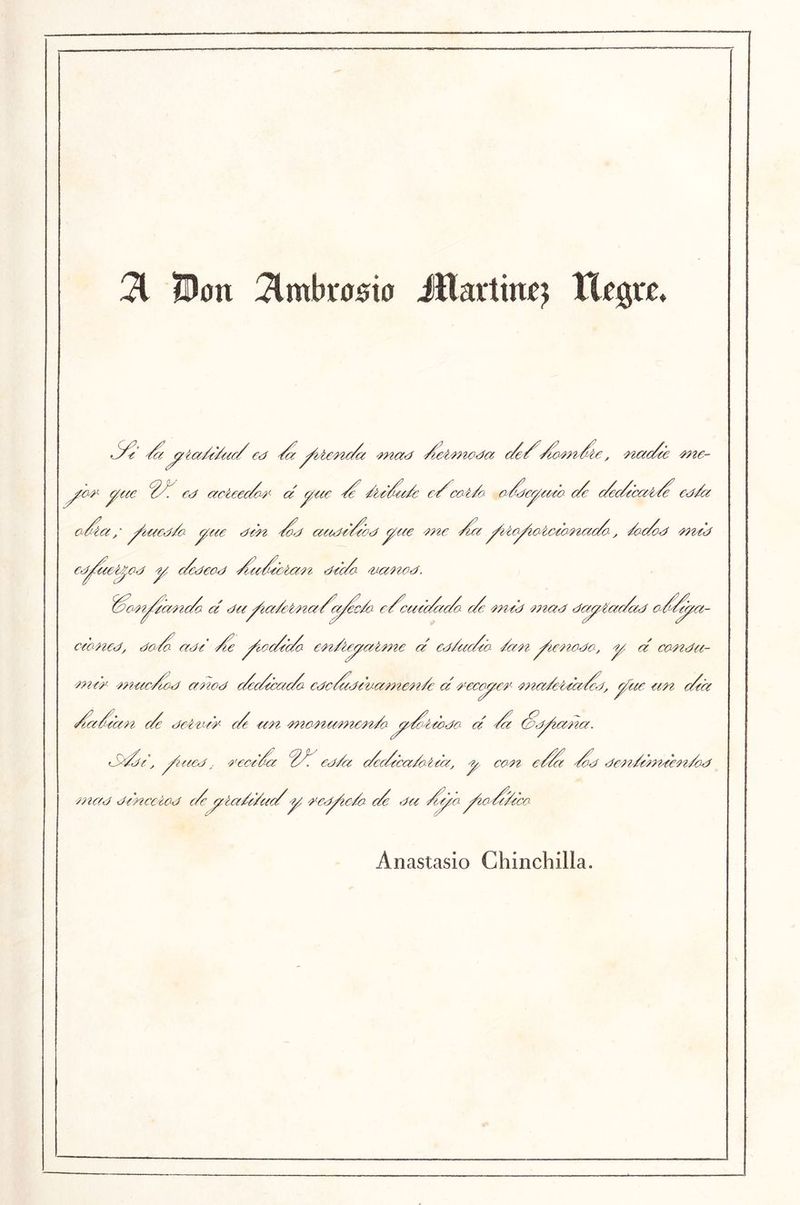 A Don Ambrosio Martinez Negre.
Si la gratitud es la prenda mas hermosa del hombre, nadie me-
jor que V. es acreedor á que le tribute el corto obsequio de dedicarle esta
obra; puesto que sin los ausilios que me ha proporcionado, todos mis
esfuerzos y deseos hubieran sido vanos.
Confiando á su paternal afecto el cuidado de mis mas sagradas obliga-
ciones, solo asi he podido entregarme á estudio tan penoso, y á consu-
mir muchos años dedicado esclusivamente á recoger materiales, que un dia
habian de servir de un monumento glorioso á la España.
Asi, pues, reciba V. esta dedicatoria, y con ella los sentimientos
mas sinceros de gratitud y respeto de su hijo político
Anastasio Chinchilla.